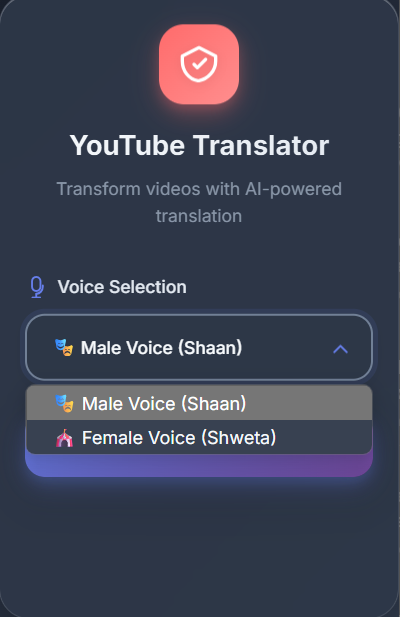 YouTube Translator
Transform videos with AI-powered
translation
Voice Selection
🎭 Male Voice (Shaan)
🎭 Male Voice (Shaan)
🎪 Female Voice (Shweta)